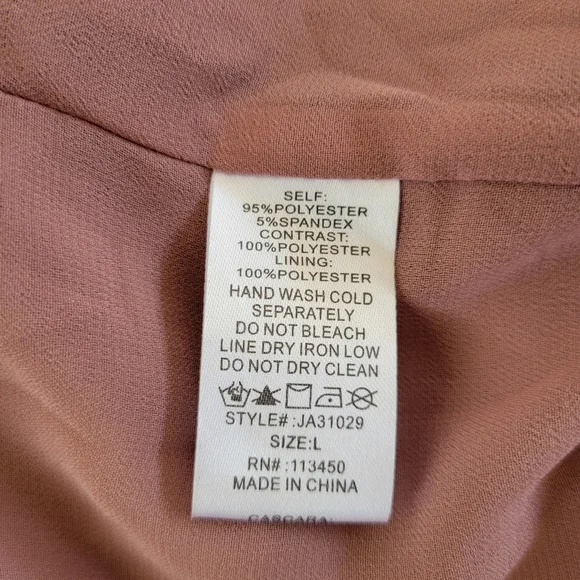 SELF:
95%POLYESTER
5%SPANDEX
CONTRAST:
100%POLYESTER
LINING:
100%POLYESTER
HAND WASH COLD
SEPARATELY
DO NOT BLEACH
LINE DRY IRON LOW
DO NOT DRY CLEAN
STYLE#:JA31029
SIZE:L
RN#:113450
MADE IN CHINA
CASCARA: